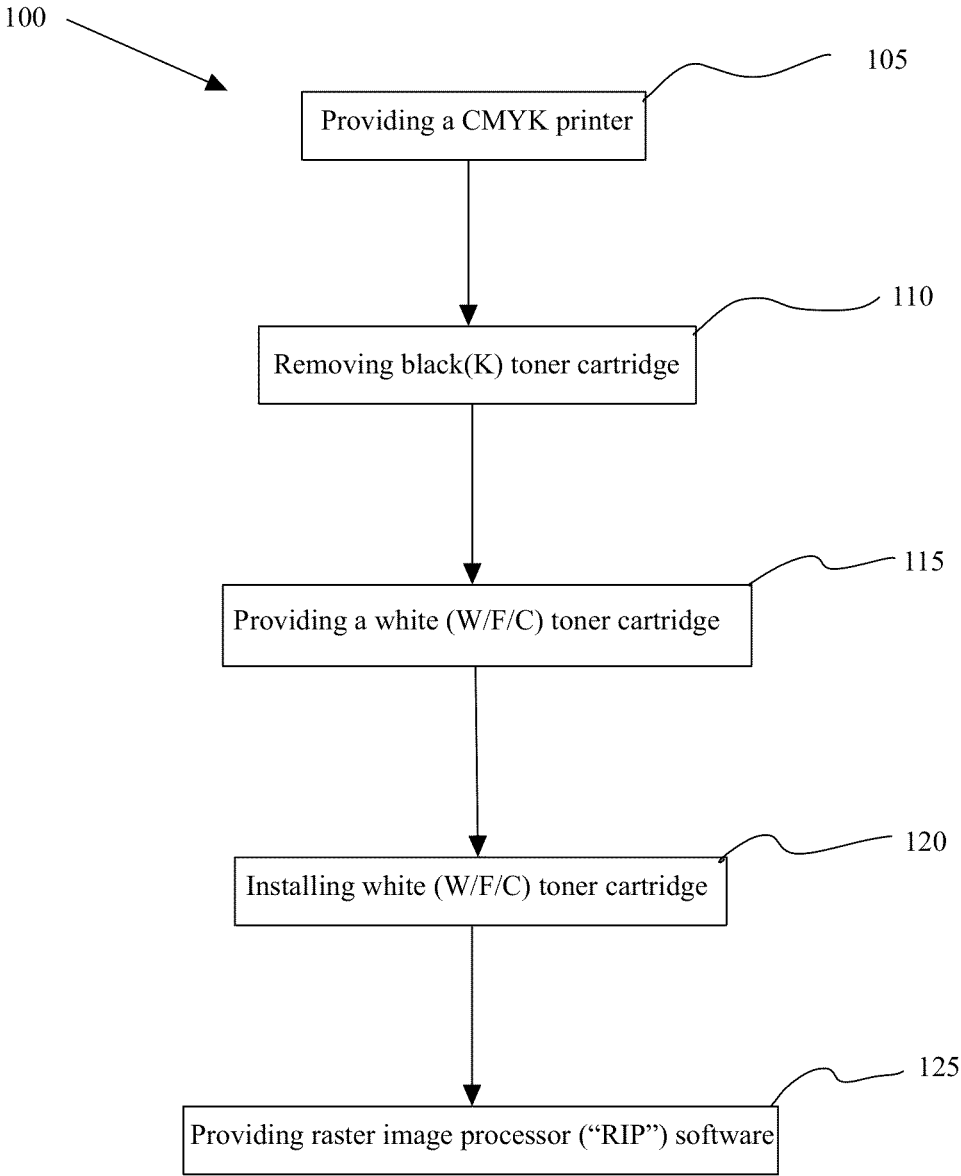 100
105
Providing a CMYK printer
110
Removing black(K) toner cartridge
115
Providing a white (W/F/C) toner cartridge
120
Installing white (W/F/C) toner cartridge
125
Providing raster image processor (“RIP”) software